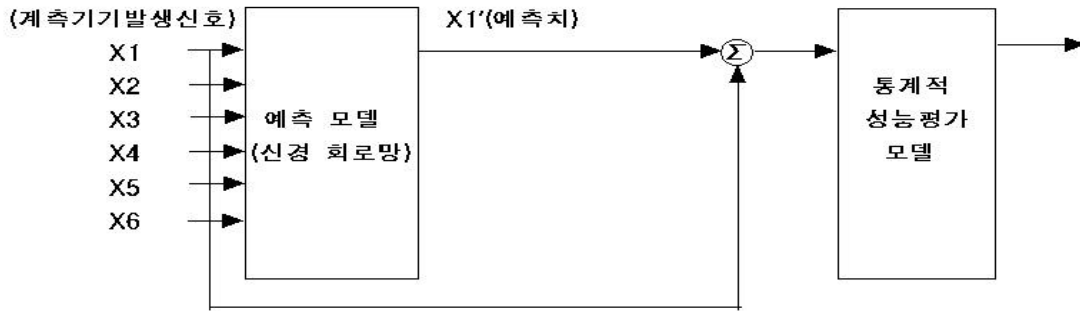 (계측기기발생신호)
X1′(예측치)
X1
X2
X3
X4
X5
X6
예측 모델
(신경 회로망)
Σ
통계적
성능평가
모델